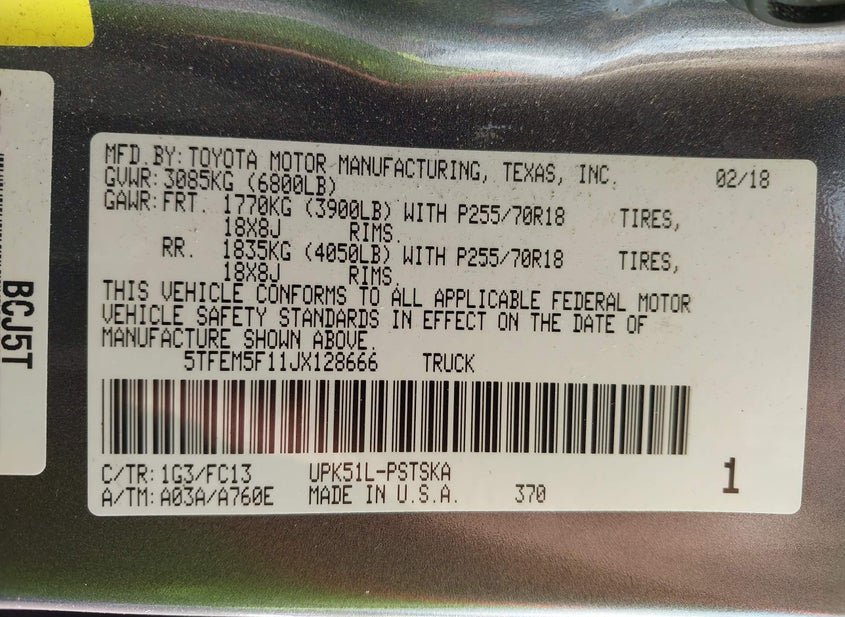 MFD.BY: TOYOTA MOTOR MANUFACTURING, TEXAS, INC. 02/18
GVWR: 3085KG (6800LB)
GAWR: FRT. 1770KG (3900LB) WITH P255/70R18 TIRES,
18X8J RIMS.
RR. 1835KG (4050LB) WITH P255/70R18 TIRES,
18X8J RIMS.
THIS VEHICLE CONFORMS TO ALL APPLICABLE FEDERAL MOTOR
VEHICLE SAFETY STANDARDS IN EFFECT ON THE DATE OF
MANUFACTURE SHOWN ABOVE.
5TFEM5F11JX128666 TRUCK
C/TR: 1G3/FC13 UPK51L-PSTSKA 1
A/TM: A03A/A760E MADE IN U.S.A. 370
BCJ5T